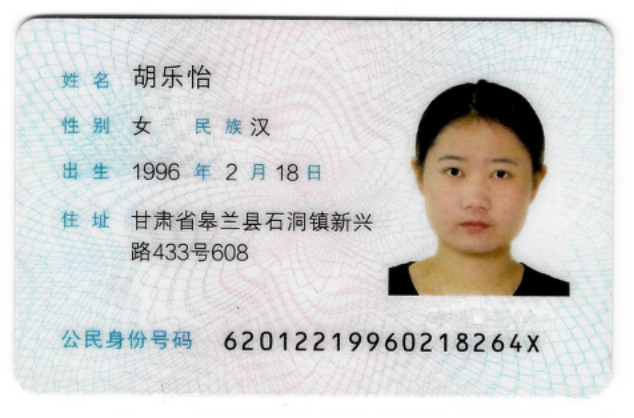 姓名 胡乐怡
性别 女 民族 汉
出生 1996 年 2 月 18 日
住址 甘肃省皋兰县石洞镇新兴
路433号608
公民身份号码 62012219960218264X